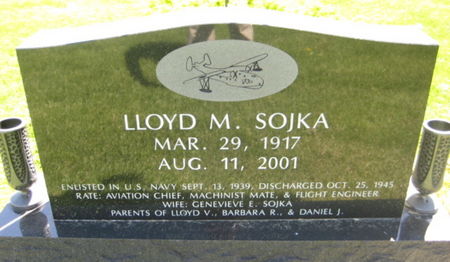 LLOYD M. SOJKA
MAR. 29, 1917
AUG. 11, 2001
ENLISTED IN U.S. NAVY SEPT. 13, 1939, DISCHARGED OCT. 25, 1945
RATE: AVIATION CHIEF, MACHINIST MATE, & FLIGHT ENGINEER
WIFE: GENEVIEVE E. SOJKA
PARENTS OF LLOYD V., BARBARA R., & DANIEL J.